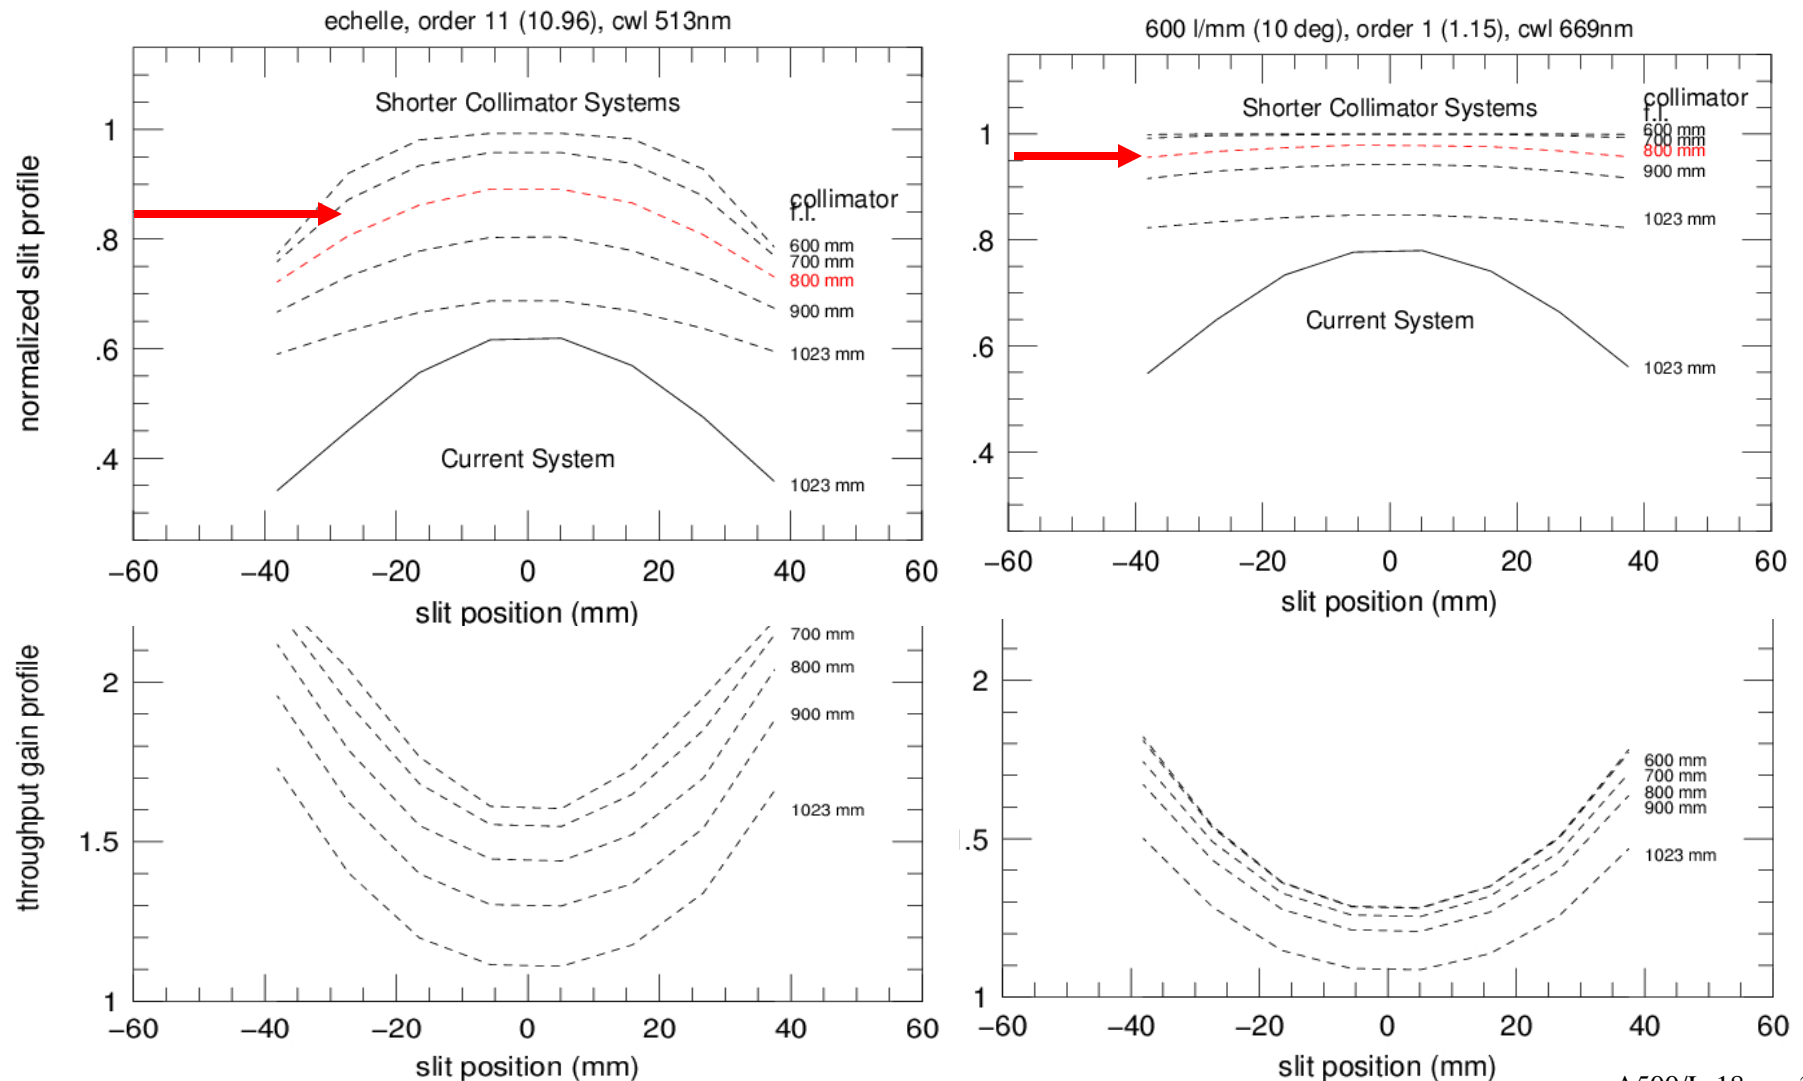 echelle, order 11 (10.96), cwl 513nm
Shorter Collimator Systems
collimator
f.l.
600 mm
700 mm
800 mm
900 mm
1023 mm
Current System
1023 mm
1
.8
.6
.4
normalized slit profile
−60 −40 −20 0 20 40 60
slit position (mm)
600 l/mm (10 deg), order 1 (1.15), cwl 669nm
Shorter Collimator Systems
collimator
f.l.
600 mm
700 mm
800 mm
900 mm
1023 mm
Current System
1023 mm
1
.8
.6
.4
−60 −40 −20 0 20 40 60
slit position (mm)
700 mm
800 mm
900 mm
1023 mm
2
1.5
1
throughput gain profile
−60 −40 −20 0 20 40 60
slit position (mm)
600 mm
700 mm
800 mm
900 mm
1023 mm
2
.5
1
−60 −40 −20 0 20 40 60
slit position (mm)